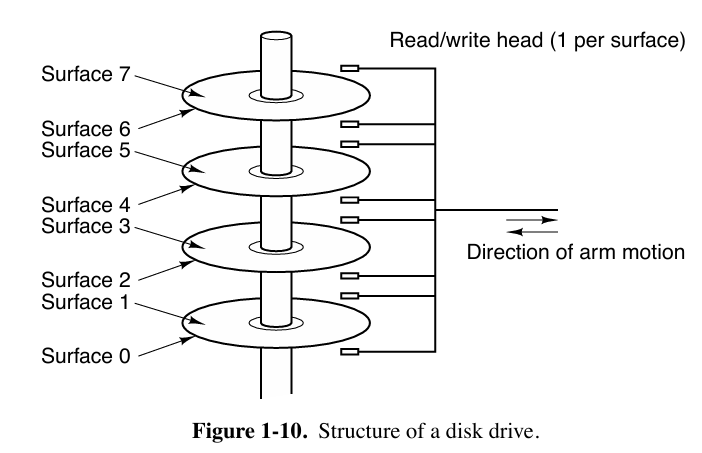 Read/write head (1 per surface)
Surface 7
Surface 6
Surface 5
Surface 4
Surface 3
Direction of arm motion
Surface 2
Surface 1
Surface 0
Figure 1-10. Structure of a disk drive.